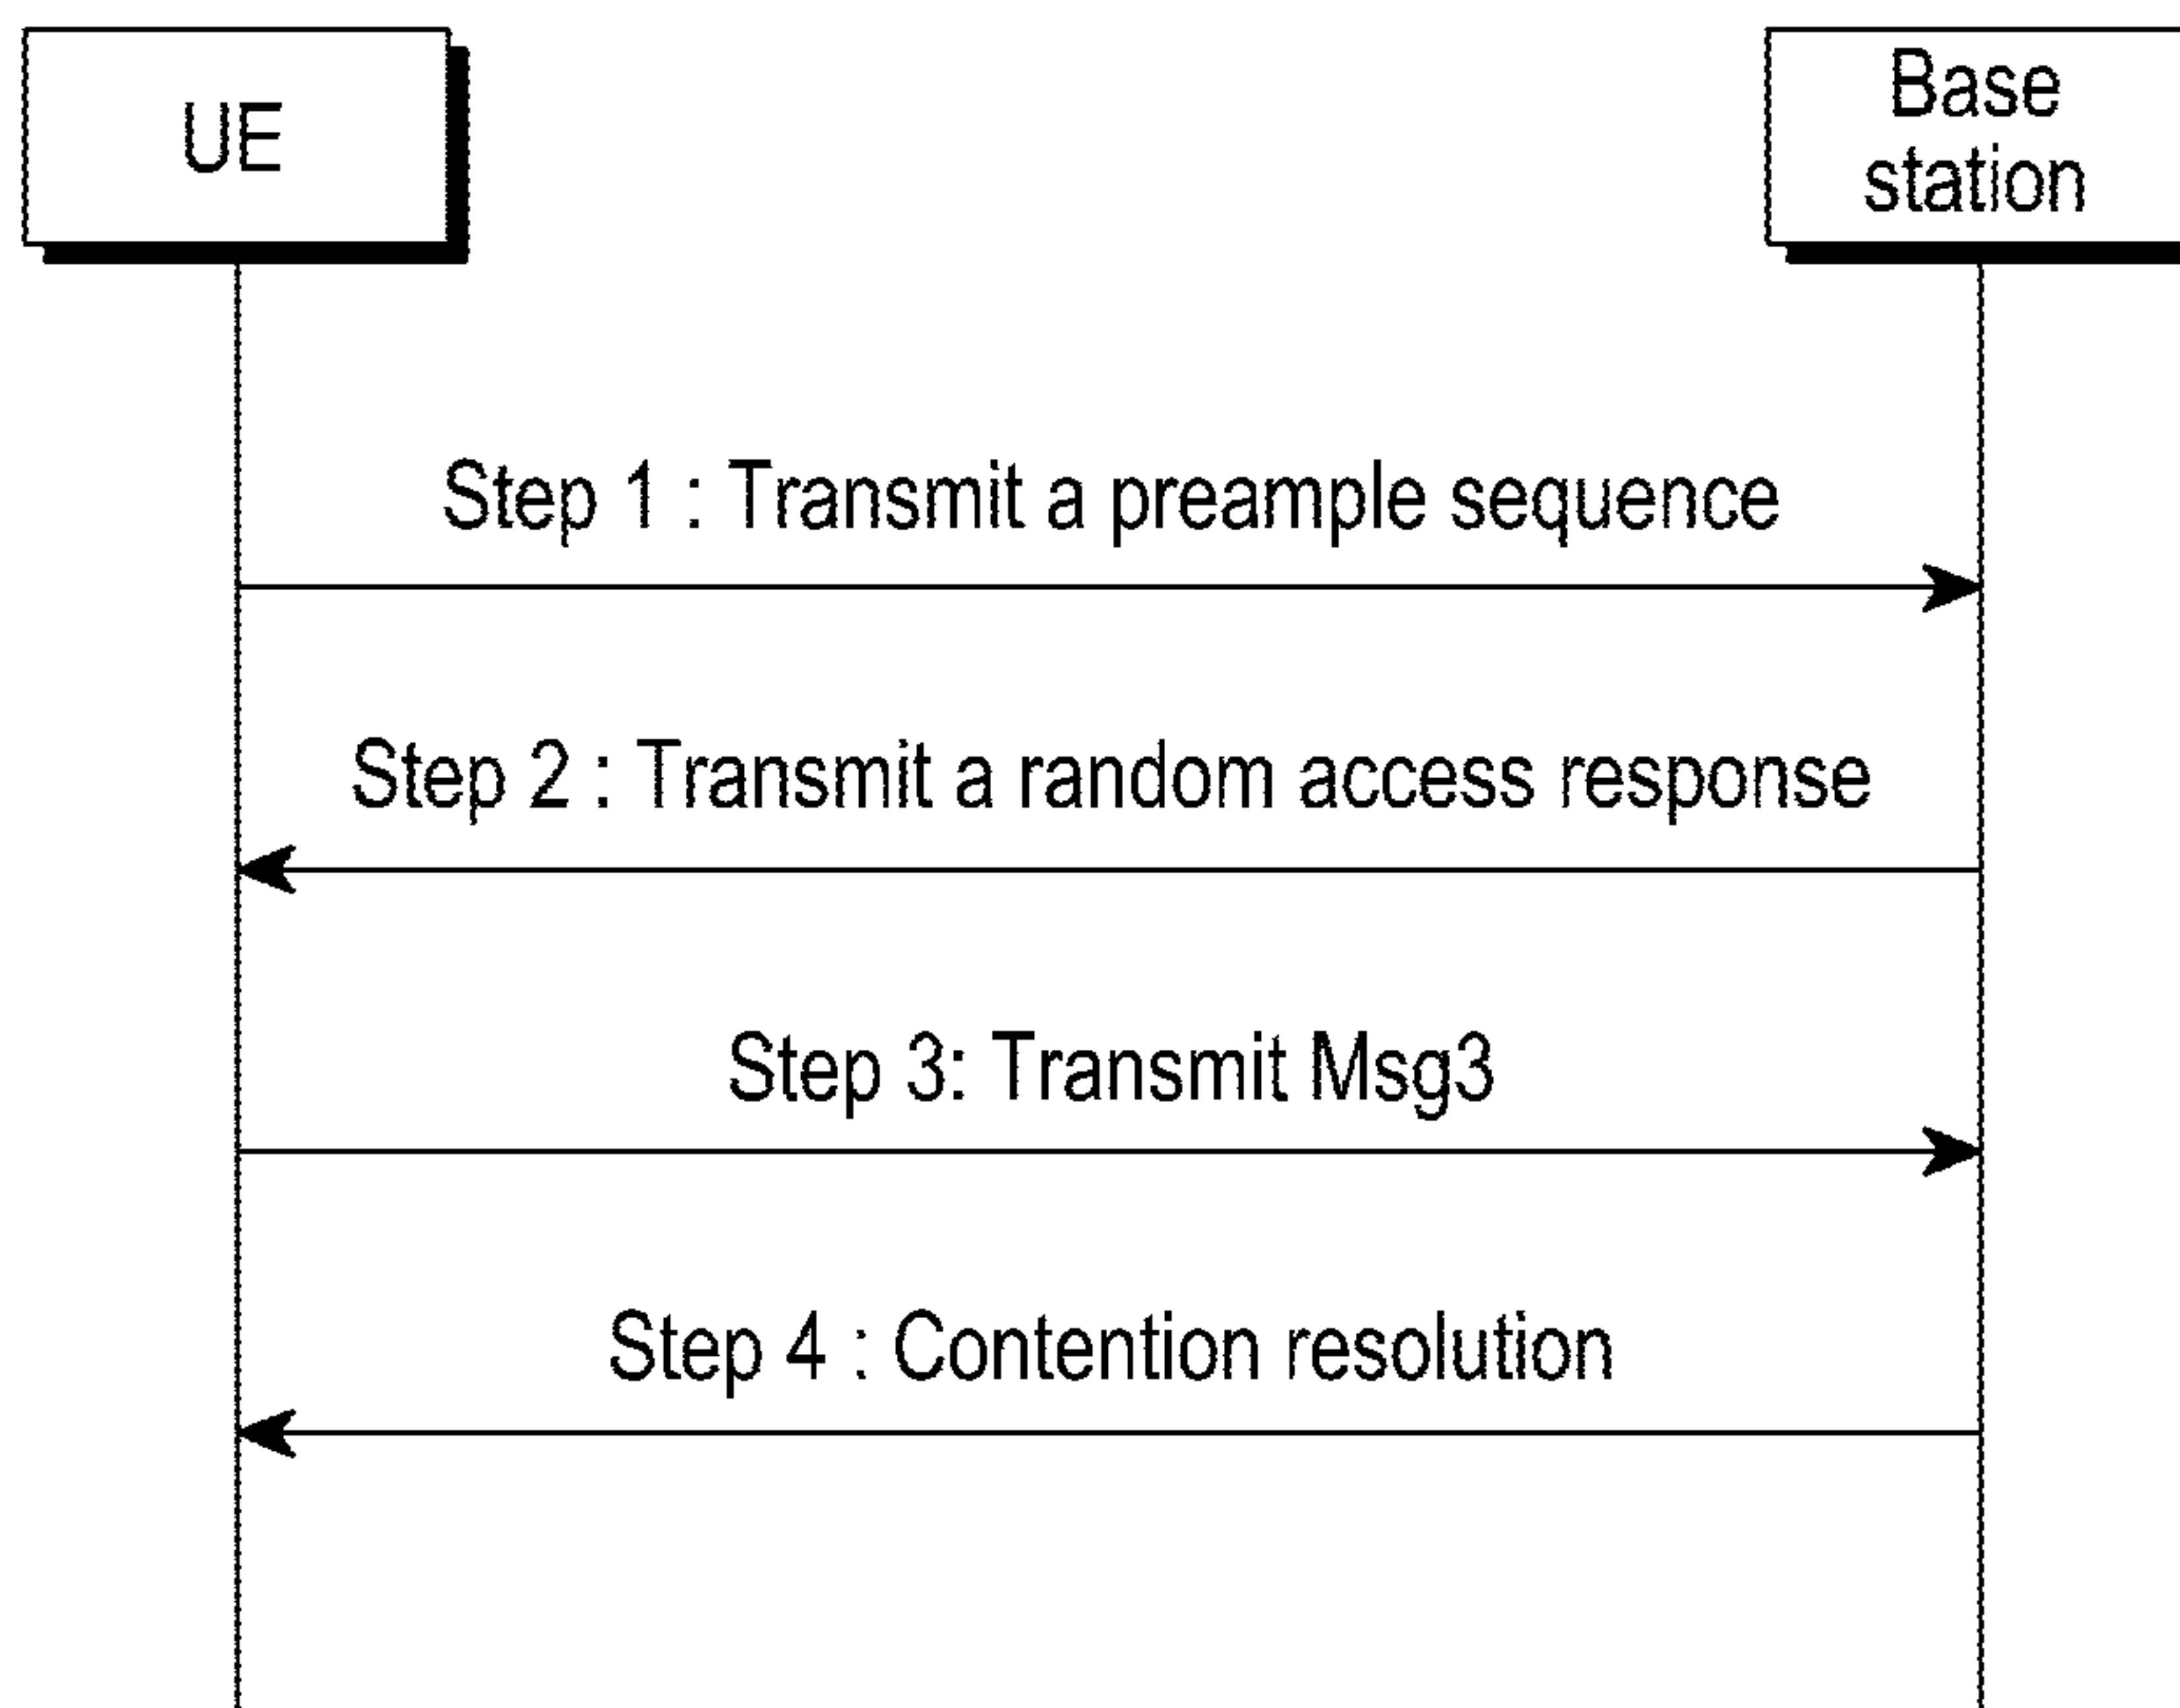 UE
Base
station
Step 1 : Transmit a preample sequence
Step 2 : Transmit a random access response
Step 3: Transmit Msg3
Step 4 : Contention resolution